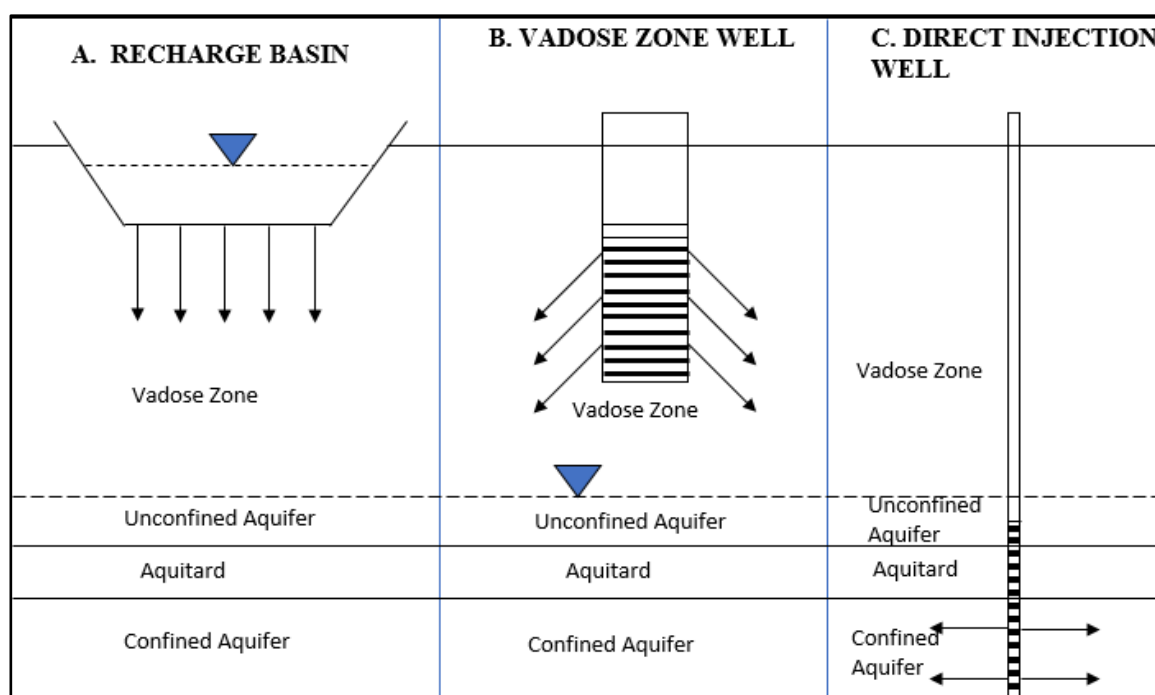 A. RECHARGE BASIN
Vadose Zone
Unconfined Aquifer
Aquitard
Confined Aquifer
B. VADOSE ZONE WELL
Vadose Zone
Unconfined Aquifer
Aquitard
Confined Aquifer
C. DIRECT INJECTION
WELL
Vadose Zone
Unconfined
Aquifer
Aquitard
Confined
Aquifer